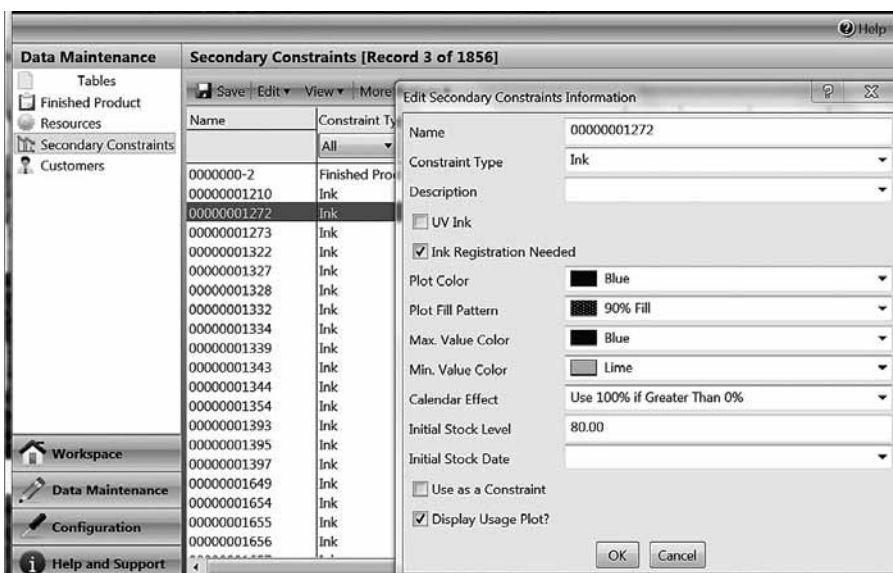 Help
Data Maintenance
Tables
Finished Product
Resources
Secondary Constraints
Customers
Workspace
Data Maintenance
Configuration
Help and Support
Secondary Constraints [Record 3 of 1856]
Save Edit View More
Name Constraint Ty
All
0000000-2 Finished Pro
00000001210 Ink
00000001272 Ink
00000001273 Ink
00000001322 Ink
00000001327 Ink
00000001328 Ink
00000001332 Ink
00000001334 Ink
00000001339 Ink
00000001343 Ink
00000001344 Ink
00000001354 Ink
00000001393 Ink
00000001395 Ink
00000001397 Ink
00000001649 Ink
00000001654 Ink
00000001655 Ink
00000001656 Ink
Edit Secondary Constraints Information
Name 00000001272
Constraint Type Ink
Description
UV Ink
Ink Registration Needed
Plot Color Blue
Plot Fill Pattern 90% Fill
Max. Value Color Blue
Min. Value Color Lime
Calendar Effect Use 100% if Greater Than 0%
Initial Stock Level 80.00
Initial Stock Date
Use as a Constraint
Display Usage Plot?
OK Cancel